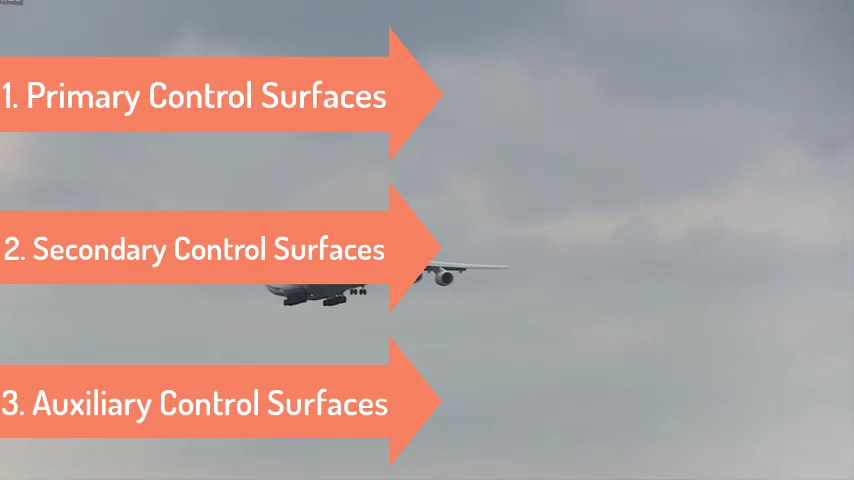 1. Primary Control Surfaces
2. Secondary Control Surfaces
3. Auxiliary Control Surfaces